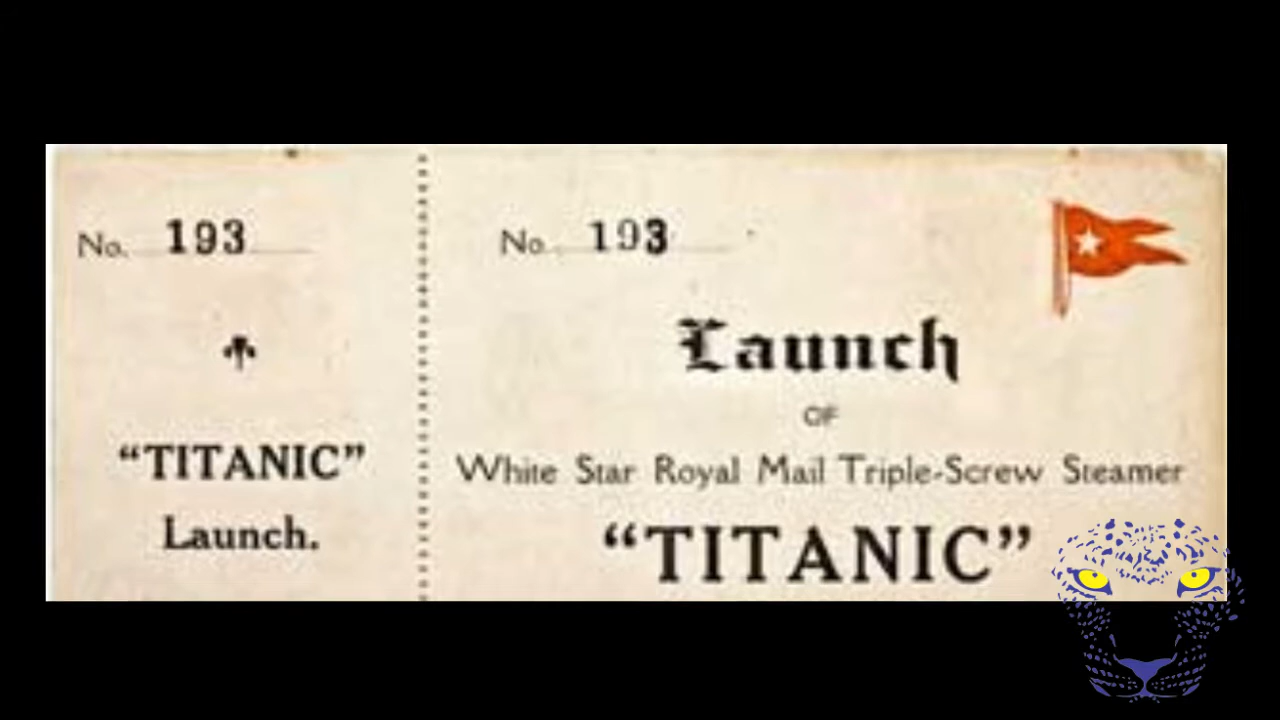 No. 193
"TITANIC"
Launch.
No. 193
Launch
OF
White Star Royal Mail Triple-Screw Steamer
"TITANIC"